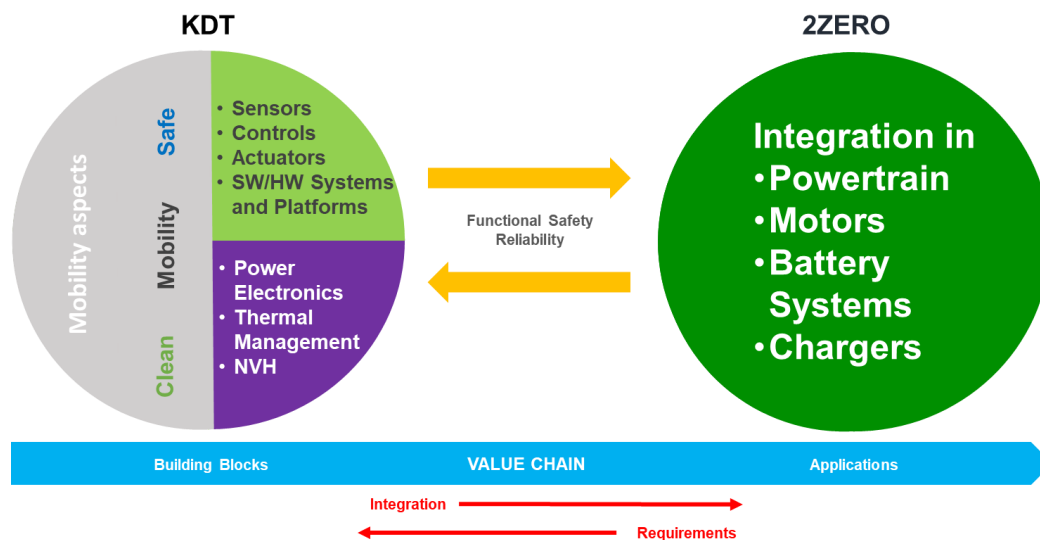 KDT
2ZERO
Mobility aspects
Safe
Mobility
Clean
• Sensors
• Controls
• Actuators
• SW/HW Systems
and Platforms
• Power
Electronics
• Thermal
Management
• NVH
Functional Safety
Reliability
Integration in
•Powertrain
•Motors
•Battery
Systems
•Chargers
Building Blocks
VALUE CHAIN
Applications
Integration
Requirements